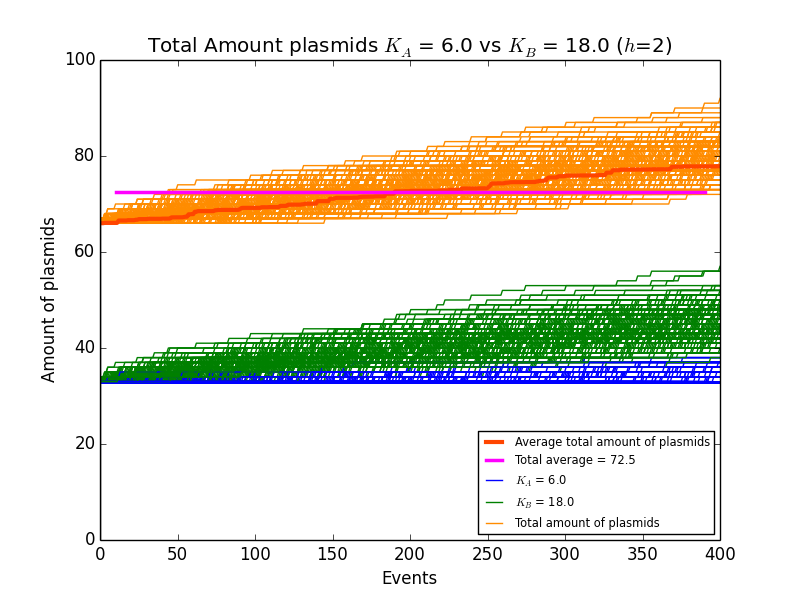 Total Amount plasmids K_A = 6.0 vs K_B = 18.0 (h=2)
100
80
60
40
20
0
Amount of plasmids
0 50 100 150 200 250 300 350 400
Events
Average total amount of plasmids
Total average = 72.5
K_A = 6.0
K_B = 18.0
Total amount of plasmids